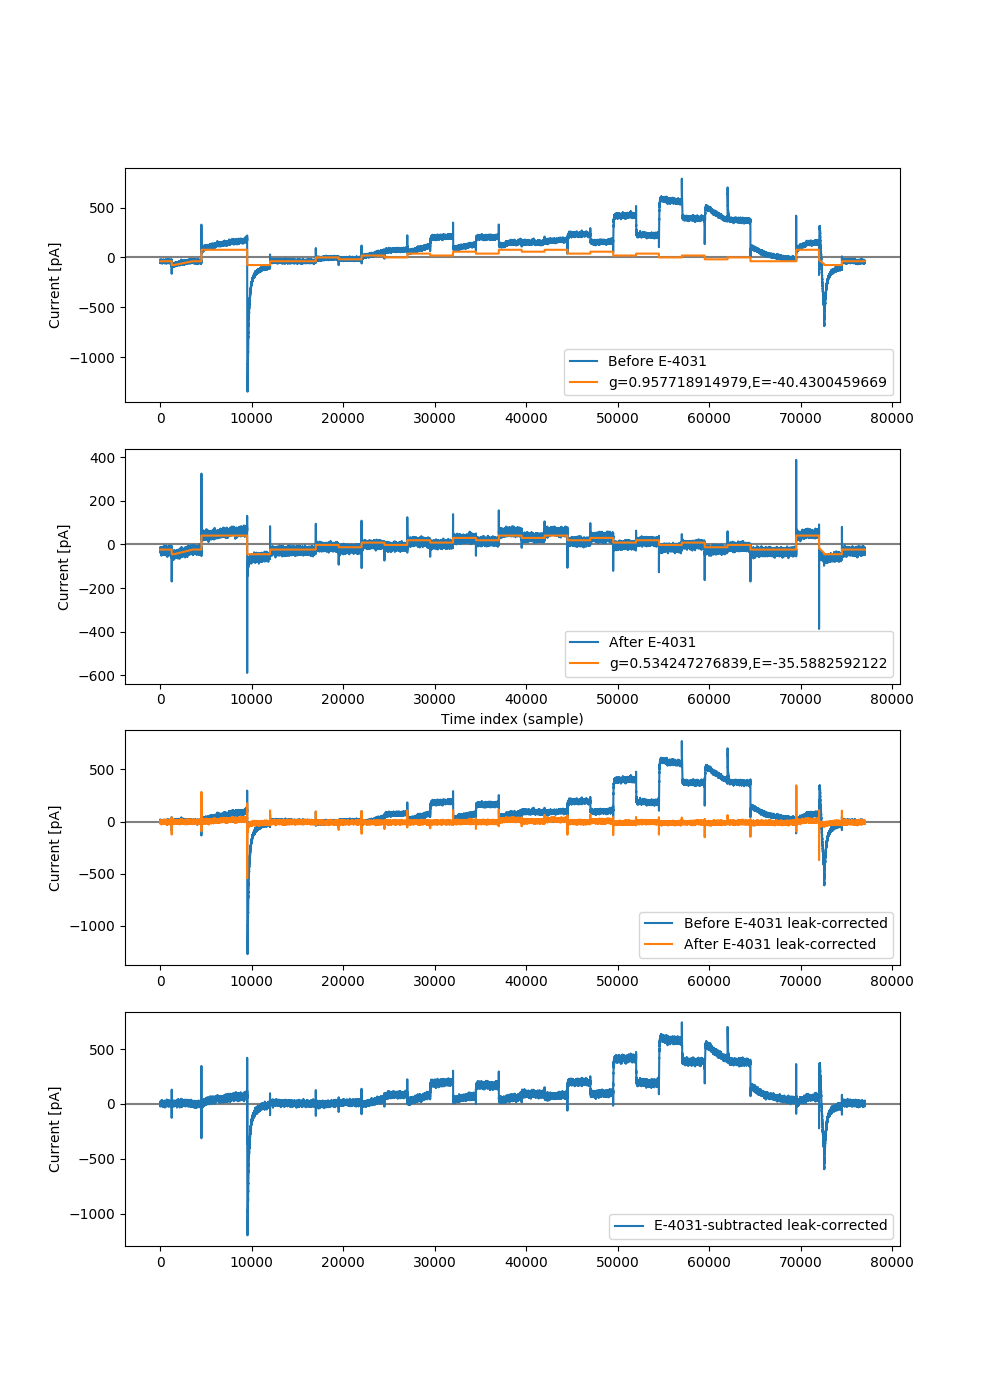 500
0
−500
−1000
Current [pA]
Before E-4031
g=0.957718914979,E=-40.4300459669
0 10000 20000 30000 40000 50000 60000 70000 80000
400
200
0
−200
−400
−600
Current [pA]
After E-4031
g=0.534247276839,E=-35.5882592122
0 10000 20000 30000 40000 50000 60000 70000 80000
Time index (sample)
500
0
−500
−1000
Current [pA]
Before E-4031 leak-corrected
After E-4031 leak-corrected
0 10000 20000 30000 40000 50000 60000 70000 80000
500
0
−500
−1000
Current [pA]
E-4031-subtracted leak-corrected
0 10000 20000 30000 40000 50000 60000 70000 80000